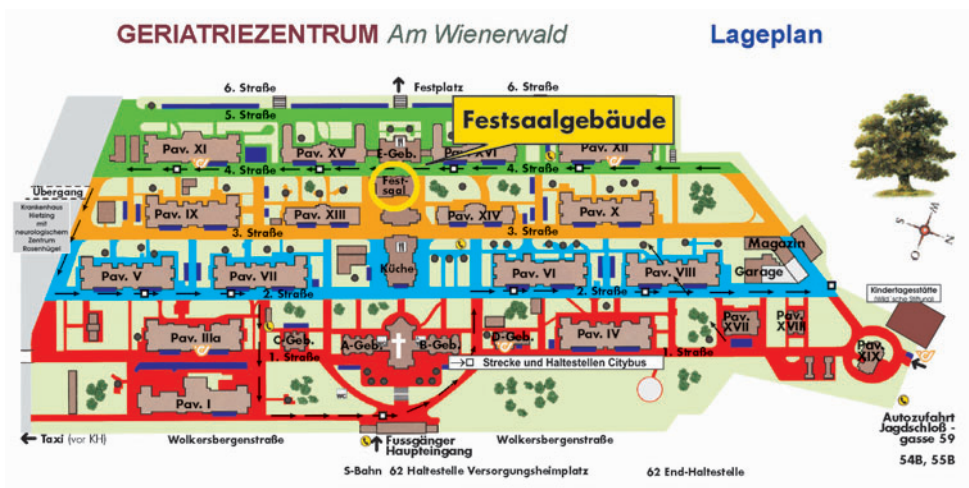 GERIATRIEZENTRUM Am Wienerwald
Lageplan
6. Straße
Festplatz
6. Straße
5. Straße
Festsaalgebäude
Pav. XI
Pav. XV
E-Geb.
Pav. XVI
Pav. XII
4. Straße
4. Straße
Übergang
Fest-
saal
Krankenhaus
Hietzing
mit
neurologischem
Zentrum
Rosenhügel
Pav. IX
Pav. XIII
Pav. XIV
Pav. X
3. Straße
3. Straße
W
S
N
O
Magazin
Pav. V
Pav. VII
Küche
Pav. VI
Pav. VIII
Garage
2. Straße
2. Straße
Kindertagesstätte
Pav. IIIa
C-Geb.
A-Geb.
B-Geb.
D-Geb.
Pav. IV
Pav.
XVII
Pav.
XVIII
1. Straße
1. Straße
Pav.
XIX
Strecke und Haltestellen Citybus
Pav. I
WC
Autozufahrt
Jagdschloß -
gasse 59
54B, 55B
Taxi (vor KH)
Wolkersbergenstraße
Fussgänger
Haupteingang
Wolkersbergenstraße
S-Bahn 62 Haltestelle Versorgungsheimplatz
62 End-Haltestelle